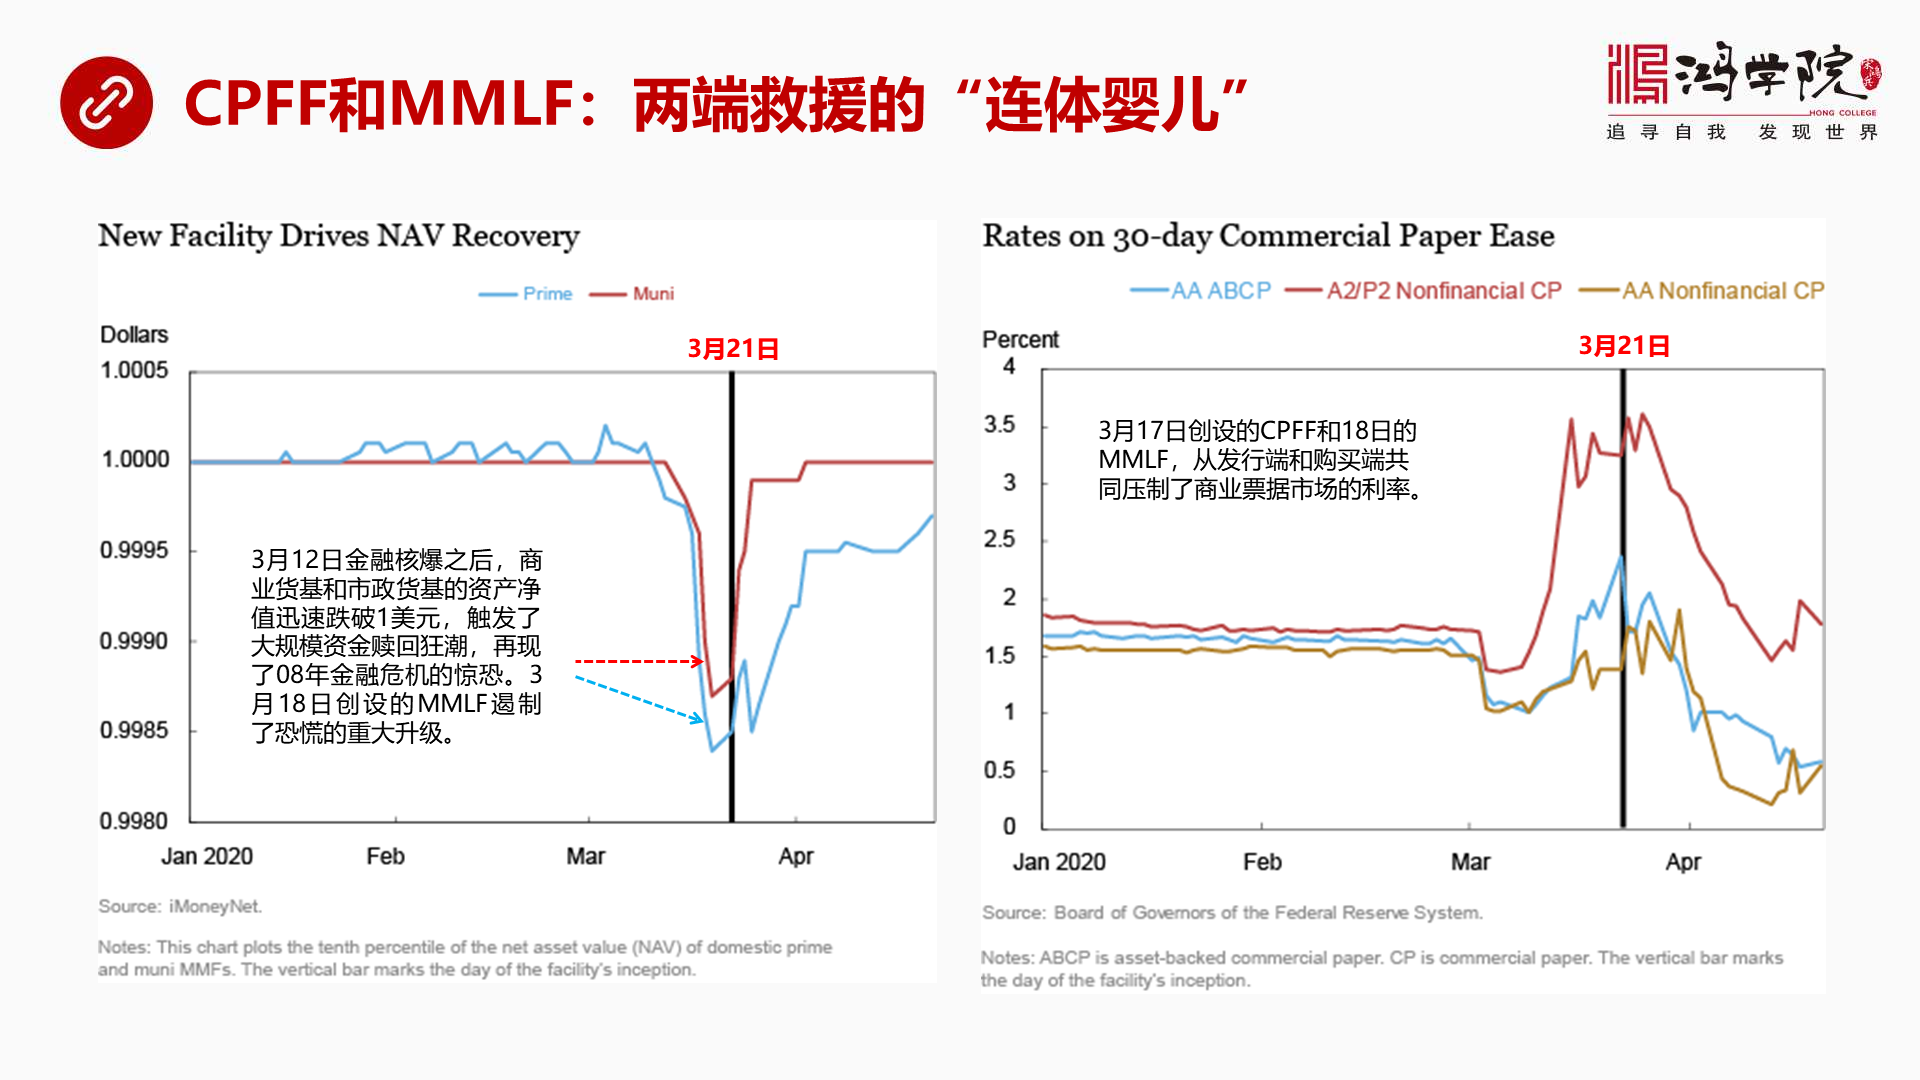 CPFF和MMLF：两端救援的“连体婴儿”
鸿学院
宋鸿兵
HONG COLLEGE
追寻自我 发现世界
New Facility Drives NAV Recovery
Prime Muni
Dollars
3月21日
1.0005
1.0000
0.9995
0.9990
0.9985
0.9980
3月12日金融核爆之后，商
业货基和市政货基的资产净
值迅速跌破1美元，触发了
大规模资金赎回狂潮，再现
了08年金融危机的惊恐。3
月18日创设的MMLF遏制
了恐慌的重大升级。
Jan 2020 Feb Mar Apr
Source: iMoneyNet.
Notes: This chart plots the tenth percentile of the net asset value (NAV) of domestic prime
and muni MMFs. The vertical bar marks the day of the facility's inception.
Rates on 30-day Commercial Paper Ease
AA ABCP A2/P2 Nonfinancial CP AA Nonfinancial CP
Percent
3月21日
4
3.5
3
2.5
2
1.5
1
0.5
0
3月17日创设的CPFF和18日的
MMLF，从发行端和购买端共
同压制了商业票据市场的利率。
Jan 2020 Feb Mar Apr
Source: Board of Governors of the Federal Reserve System.
Notes: ABCP is asset-backed commercial paper. CP is commercial paper. The vertical bar marks
the day of the facility's inception.